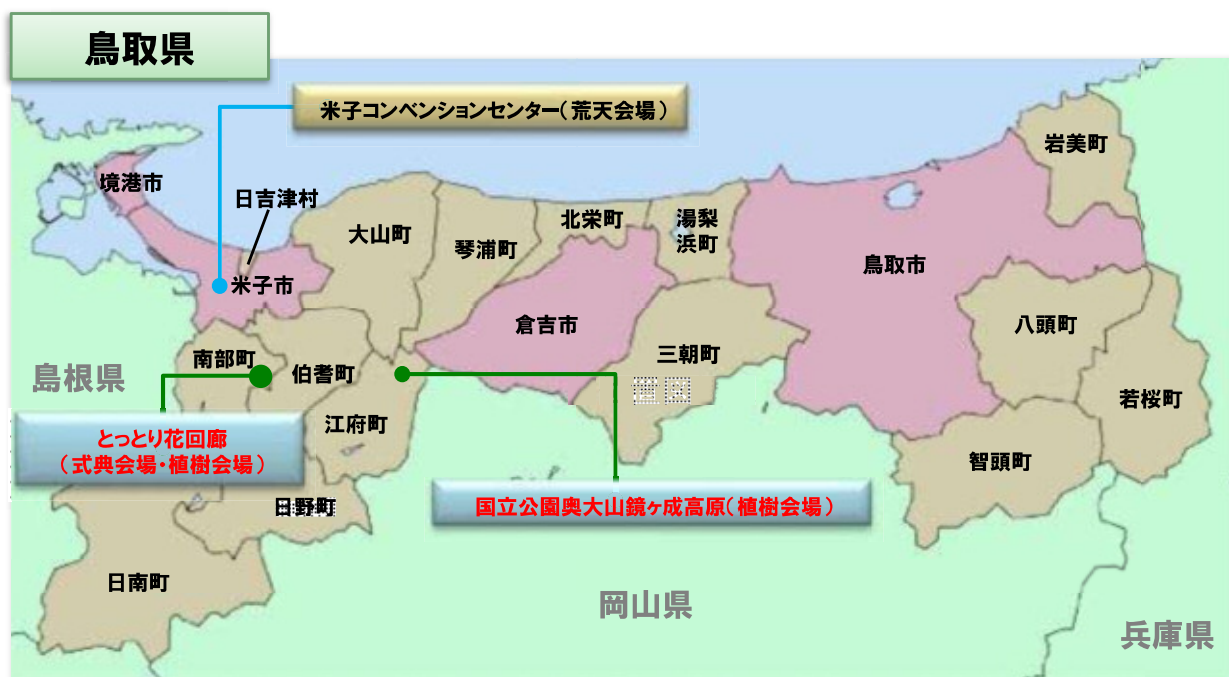 鳥取県
米子コンベンションセンター(荒天会場)
岩美町
境港市
日吉津村
大山町
琴浦町
北栄町
湯梨
浜町
鳥取市
米子市
倉吉市
八頭町
三朝町
南部町
伯耆町
島根県
若桜町
江府町
とっとり花回廊
(式典会場・植樹会場)
智頭町
国立公園奥大山鏡ヶ成高原(植樹会場)
日野町
日南町
岡山県
兵庫県